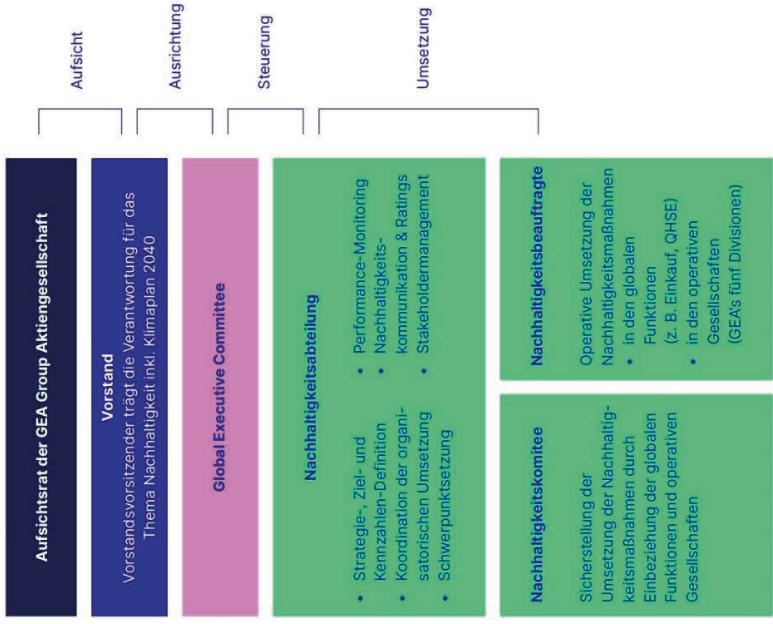 Aufsichtsrat der GEA Group Aktiengesellschaft
Aufsicht
Vorstand
Vorstandsvorsitzender trägt die Verantwortung für das
Thema Nachhaltigkeit inkl. Klimaplan 2040
Ausrichtung
Global Executive Committee
Steuerung
Nachhaltigkeitsabteilung
• Strategie-, Ziel- und
Kennzahlen-Definition
• Koordination der organi-
satorischen Umsetzung
• Schwerpunktsetzung
• Performance-Monitoring
• Nachhaltigkeits-
kommunikation & Ratings
• Stakeholdermanagement
Umsetzung
Nachhaltigkeitskomitee
Sicherstellung der
Umsetzung der Nachhaltig-
keitsmaßnahmen durch
Einbeziehung der globalen
Funktionen und operativen
Gesellschaften
Nachhaltigkeitsbeauftragte
Operative Umsetzung der
Nachhaltigkeitsmaßnahmen
• in den globalen
Funktionen
(z. B. Einkauf, QHSE)
• in den operativen
Gesellschaften
(GEA's fünf Divisionen)